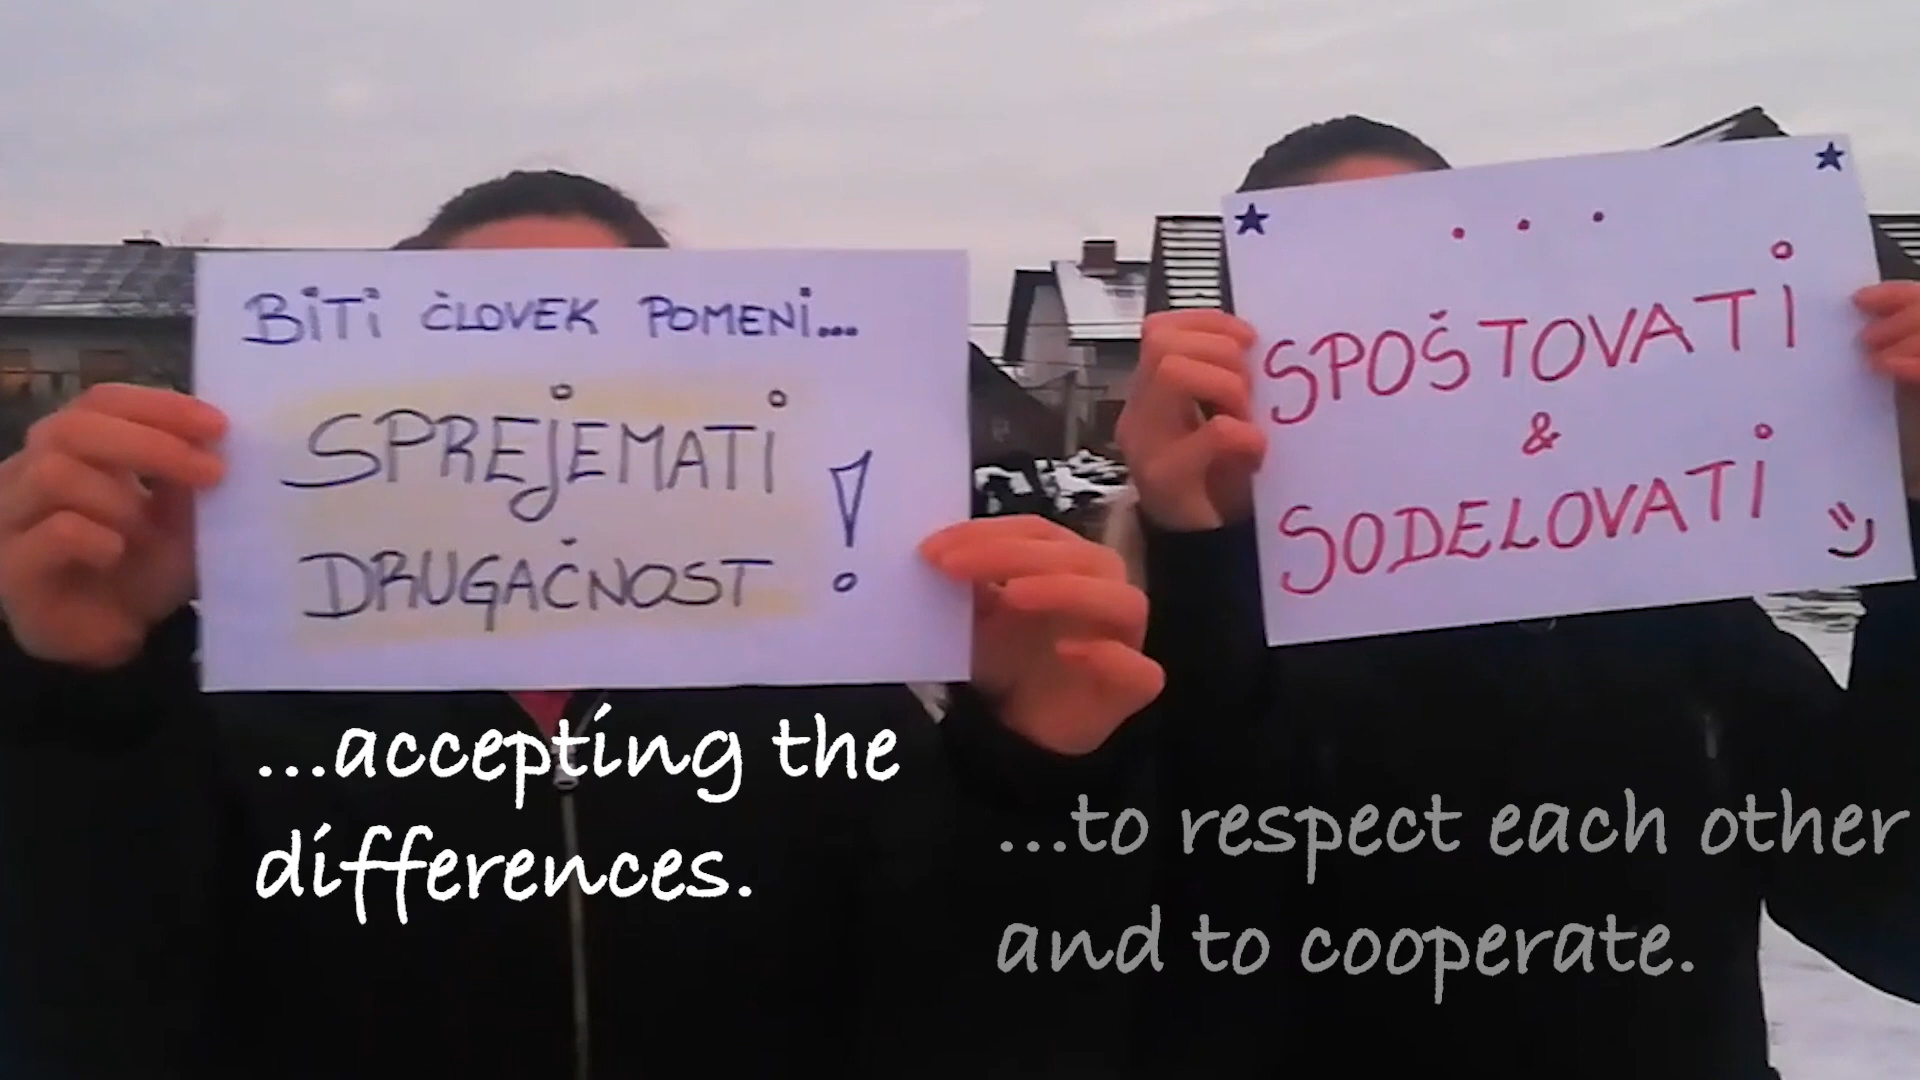 BITI ČLOVEK POMENI...
SPREJEMATI
DRUGAČNOST !
...
SPOŠTOVATI
&
SODELOVATI
...accepting the
differences.
...to respect each other
and to cooperate.